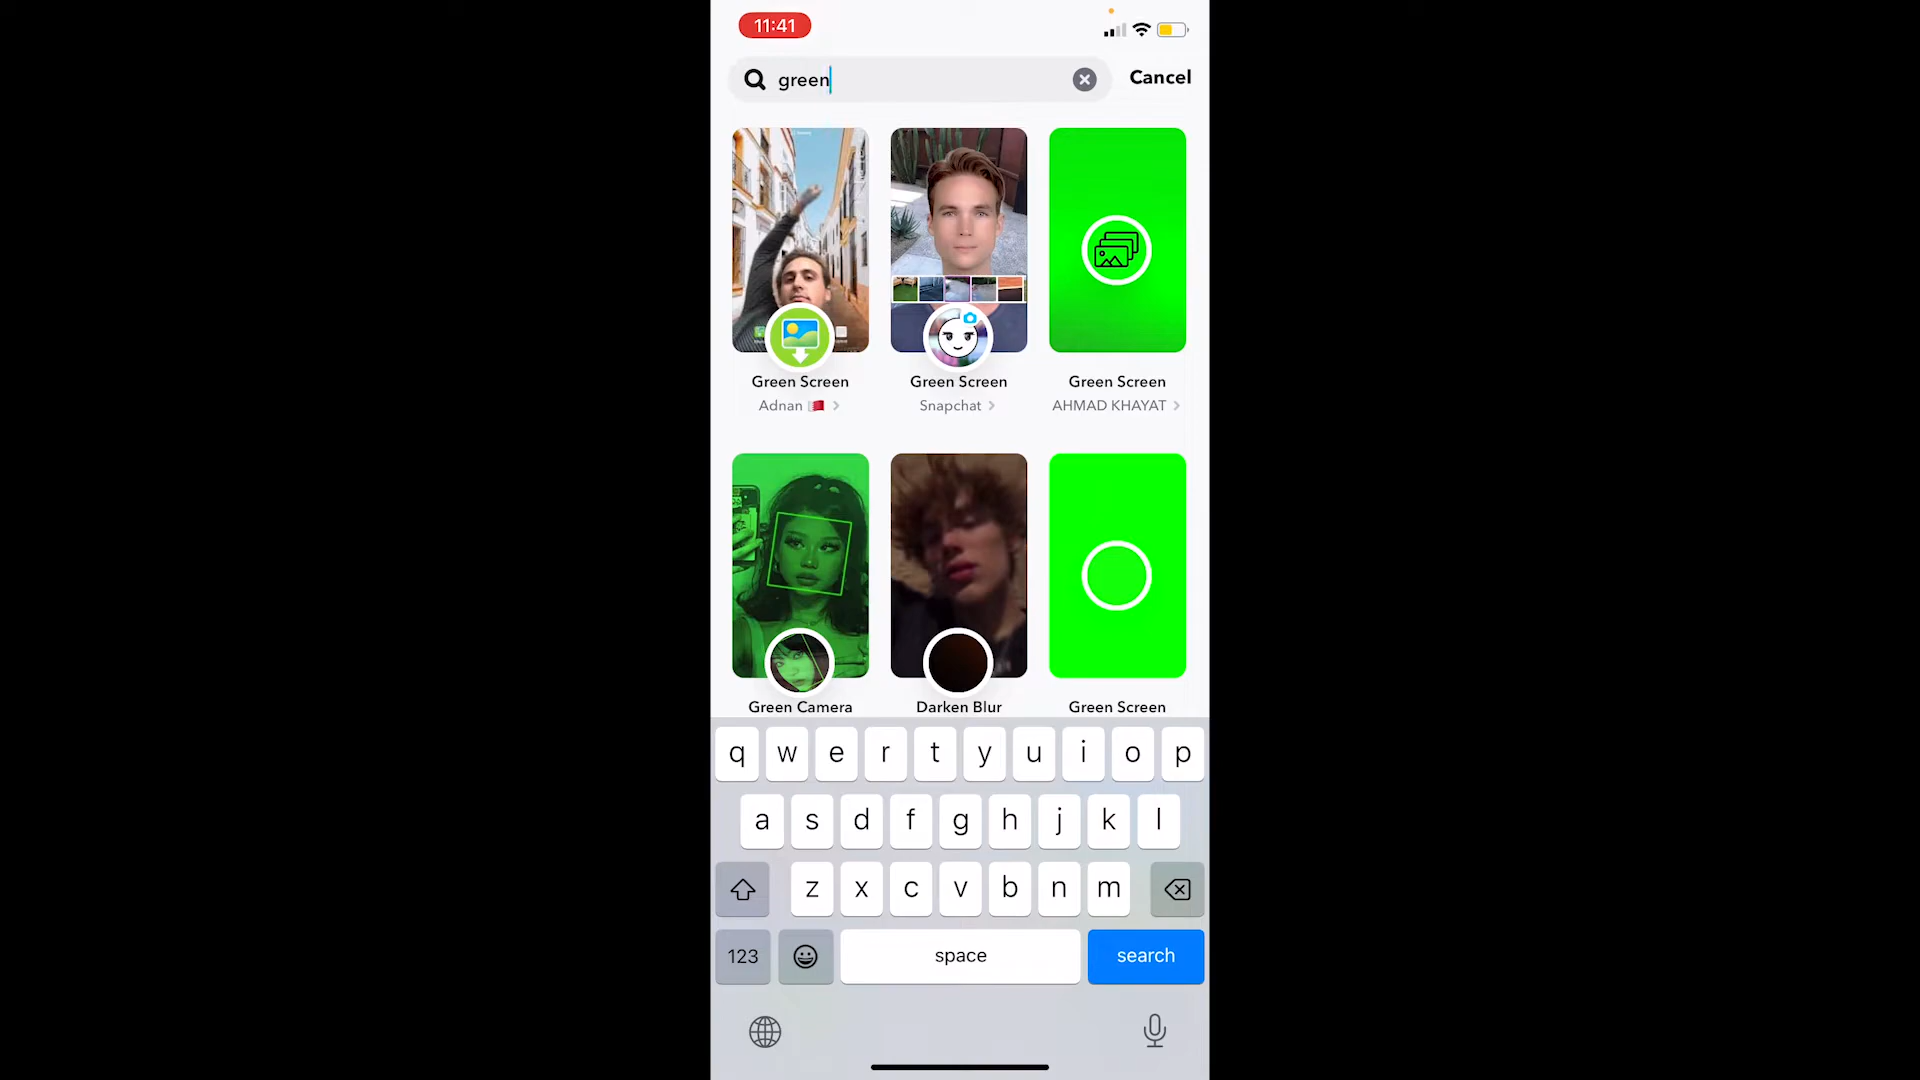 11:41
green
Cancel
Green Screen
Adnan 🇧🇭 >
Green Screen
Snapchat >
Green Screen
AHMAD KHAYAT >
Green Camera
Darken Blur
Green Screen
q w e r t y u i o p
a s d f g h j k l
z x c v b n m
123
space
search